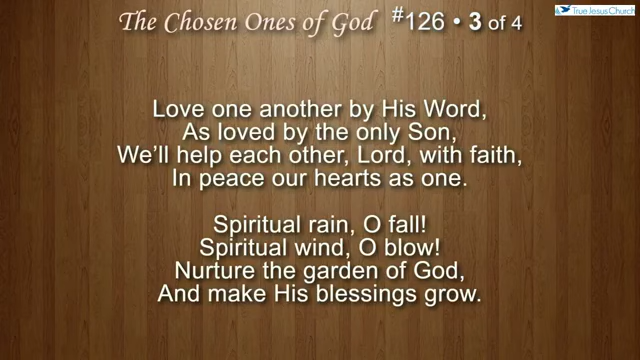 The Chosen Ones of God #126 • 3 of 4
True Jesus Church
Love one another by His Word,
As loved by the only Son,
We'll help each other, Lord, with faith,
In peace our hearts as one.
Spiritual rain, O fall!
Spiritual wind, O blow!
Nurture the garden of God,
And make His blessings grow.